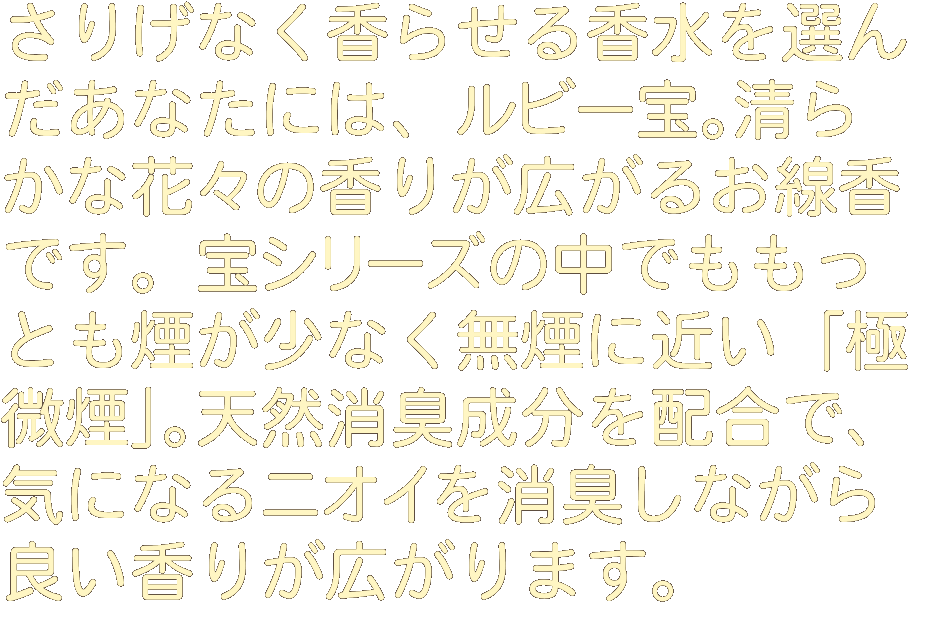 さりげなく香らせる香水を選ん
だあなたには、ルビー宝。清ら
かな花々の香りが広がるお線香
です。宝シリーズの中でももっ
とも煙が少なく無煙に近い「極
微煙」。天然消臭成分を配合で、
気になるニオイを消臭しながら
良い香りが広がります。